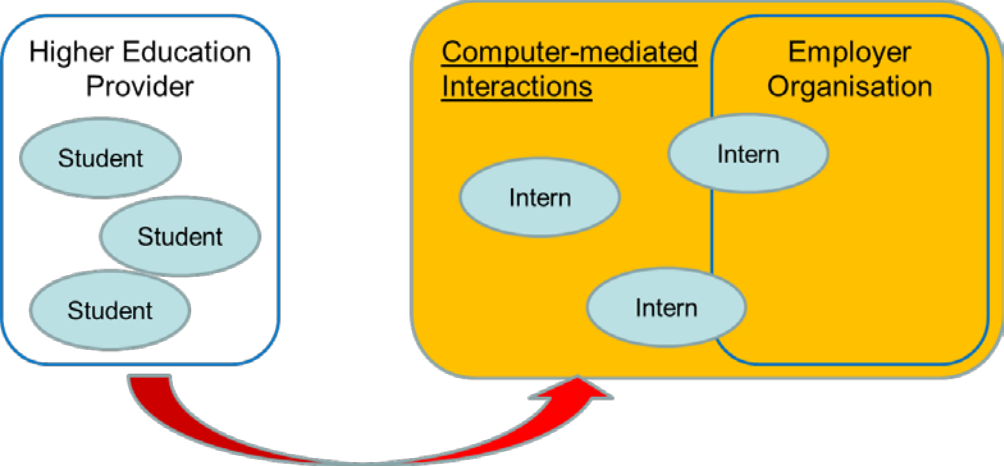 Higher Education
Provider
Student
Student
Student
Computer-mediated
Interactions
Employer
Organisation
Intern
Intern
Intern